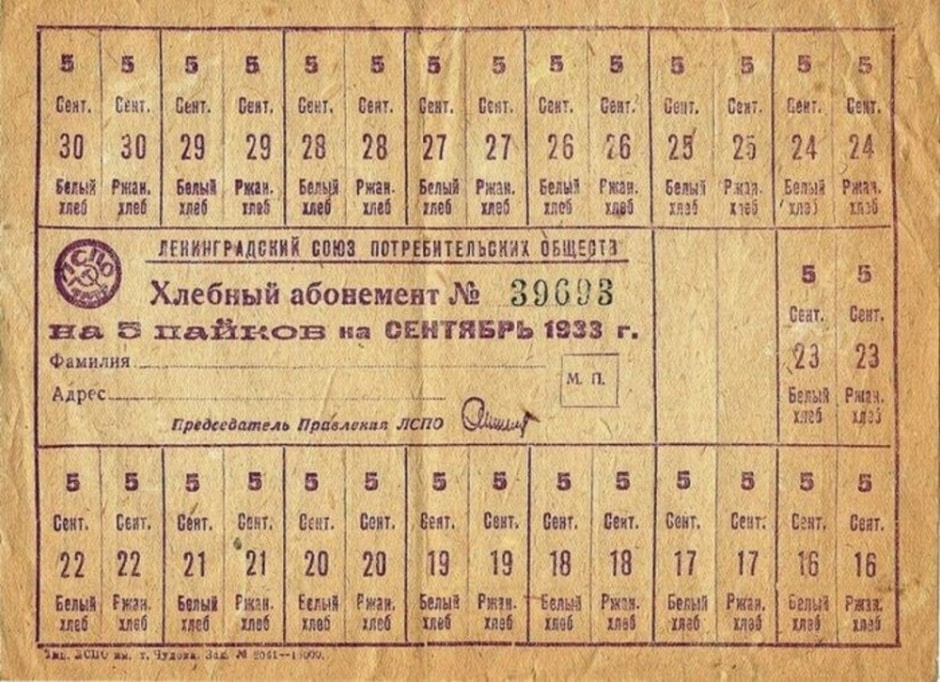 5 5 5 5 5 5 5 5 5 5 5 5 5 5
Сент. Сент. Сент. Сент. Сент. Сент. Сент. Сент. Сент. Сент. Сент. Сент. Сент. Сент.
30 30 29 29 28 28 27 27 26 26 25 25 24 24
Белый Ржан. Белый Ржан. Белый Ржан. Белый Ржан. Белый Ржан. Белый Ржан. Белый Ржан.
хлеб хлеб хлеб хлеб хлеб хлеб хлеб хлеб хлеб хлеб хлеб хлеб хлеб хлеб
ЛСПО
ЛЕНИНГРАДСКИЙ СОЮЗ ПОТРЕБИТЕЛЬСКИХ ОБЩЕСТВ
Хлебный абонемент № 39693
на 5 пайков на СЕНТЯБРЬ 1933 г.
Фамилия
Адрес
М. П.
Председатель Правления ЛСПО
5 5
Сент. Сент.
23 23
Белый Ржан.
хлеб хлеб
5 5 5 5 5 5 5 5 5 5 5 5 5 5
Сент. Сент. Сент. Сент. Сент. Сент. Сент. Сент. Сент. Сент. Сент. Сент. Сент. Сент.
22 22 21 21 20 20 19 19 18 18 17 17 16 16
Белый Ржан. Белый Ржан. Белый Ржан. Белый Ржан. Белый Ржан. Белый Ржан. Белый Ржан.
хлеб хлеб хлеб хлеб хлеб хлеб хлеб хлеб хлеб хлеб хлеб хлеб хлеб хлеб
Тип. ЛСПО им. т. Чудова. Зак. №